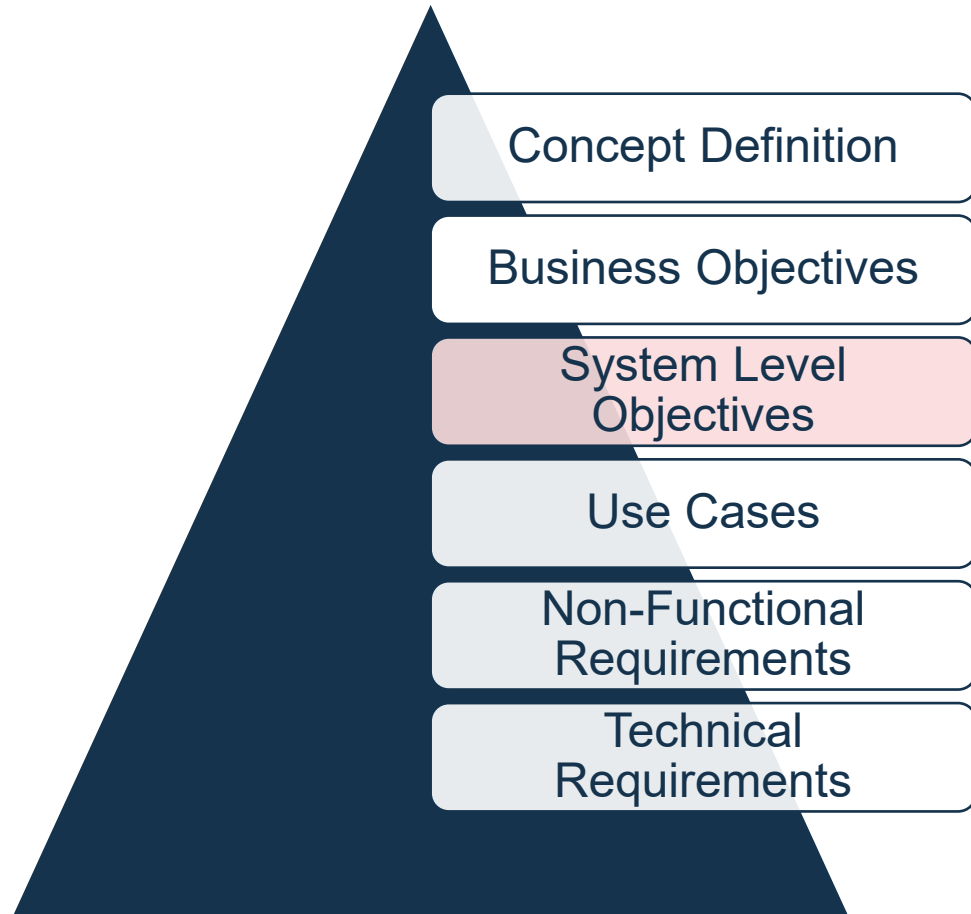 Concept Definition
Business Objectives
System Level
Objectives
Use Cases
Non-Functional
Requirements
Technical
Requirements